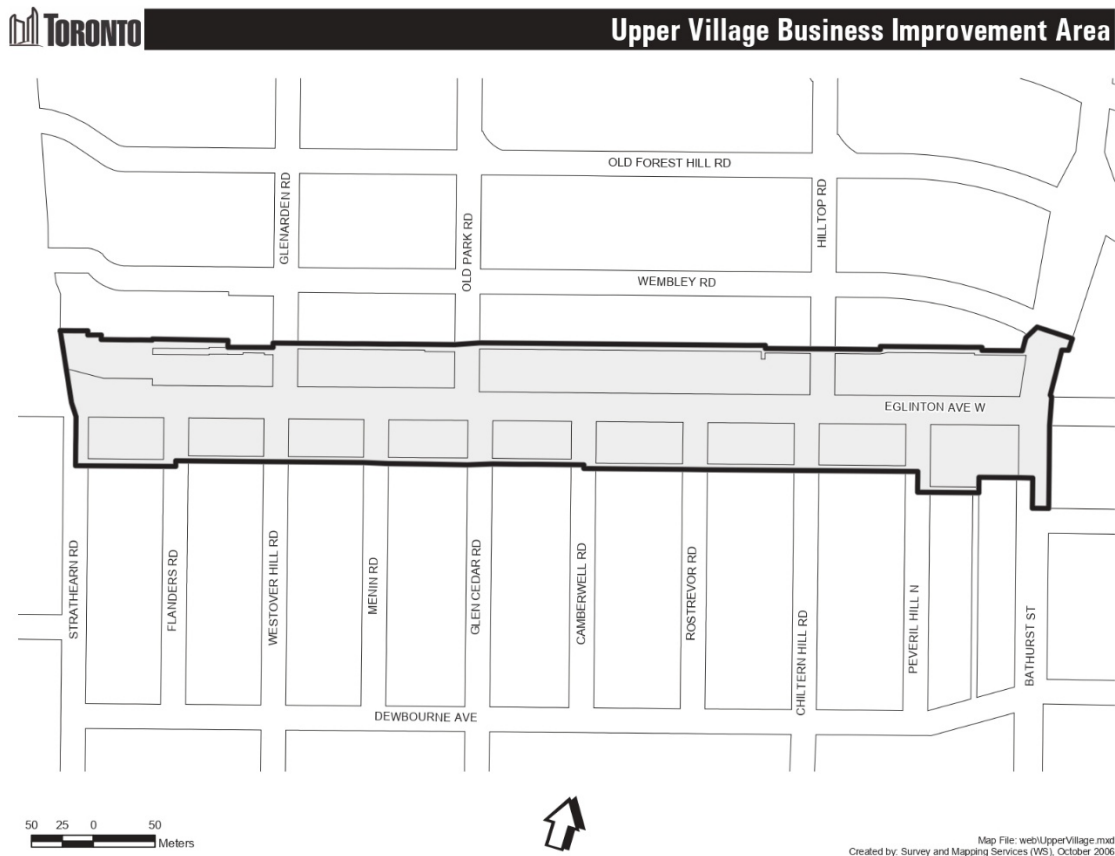 TORONTO
Upper Village Business Improvement Area
OLD FOREST HILL RD
GLENARDEN RD
OLD PARK RD
HILLTOP RD
WEMBLEY RD
EGLINTON AVE W
STRATHEARN RD
FLANDERS RD
WESTOVER HILL RD
MENIN RD
GLEN CEDAR RD
CAMBERWELL RD
ROSTREVOR RD
CHILTERN HILL RD
PEVERIL HILL N
BATHURST ST
DEWBOURNE AVE
50 25 0 50
Meters
Map File: web\UpperVillage.mxd
Created by: Survey and Mapping Services (WS), October 2006